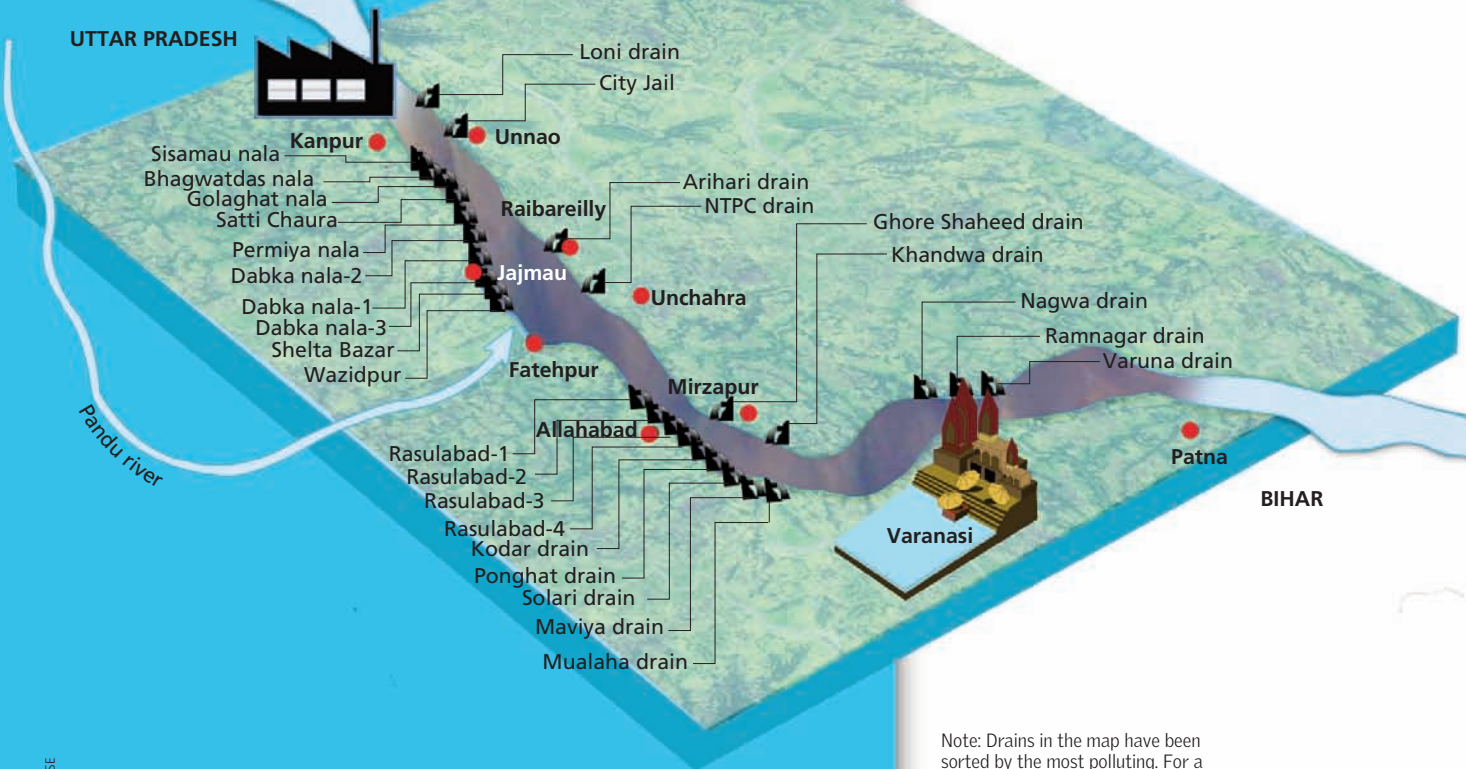 UTTAR PRADESH
Loni drain
City Jail
Kanpur
Unnao
Sisamau nala
Bhagwatdas nala
Golaghat nala
Satti Chaura
Permiya nala
Dabka nala-2
Dabka nala-1
Dabka nala-3
Shelta Bazar
Wazidpur
Jajmau
Raibareilly
Arihari drain
NTPC drain
Unchahra
Ghore Shaheed drain
Khandwa drain
Nagwa drain
Ramnagar drain
Varuna drain
Fatehpur
Pandu river
Mirzapur
Allahabad
Rasulabad-1
Rasulabad-2
Rasulabad-3
Rasulabad-4
Kodar drain
Ponghat drain
Solari drain
Maviya drain
Mualaha drain
Varanasi
Patna
BIHAR
Note: Drains in the map have been
sorted by the most polluting. For a